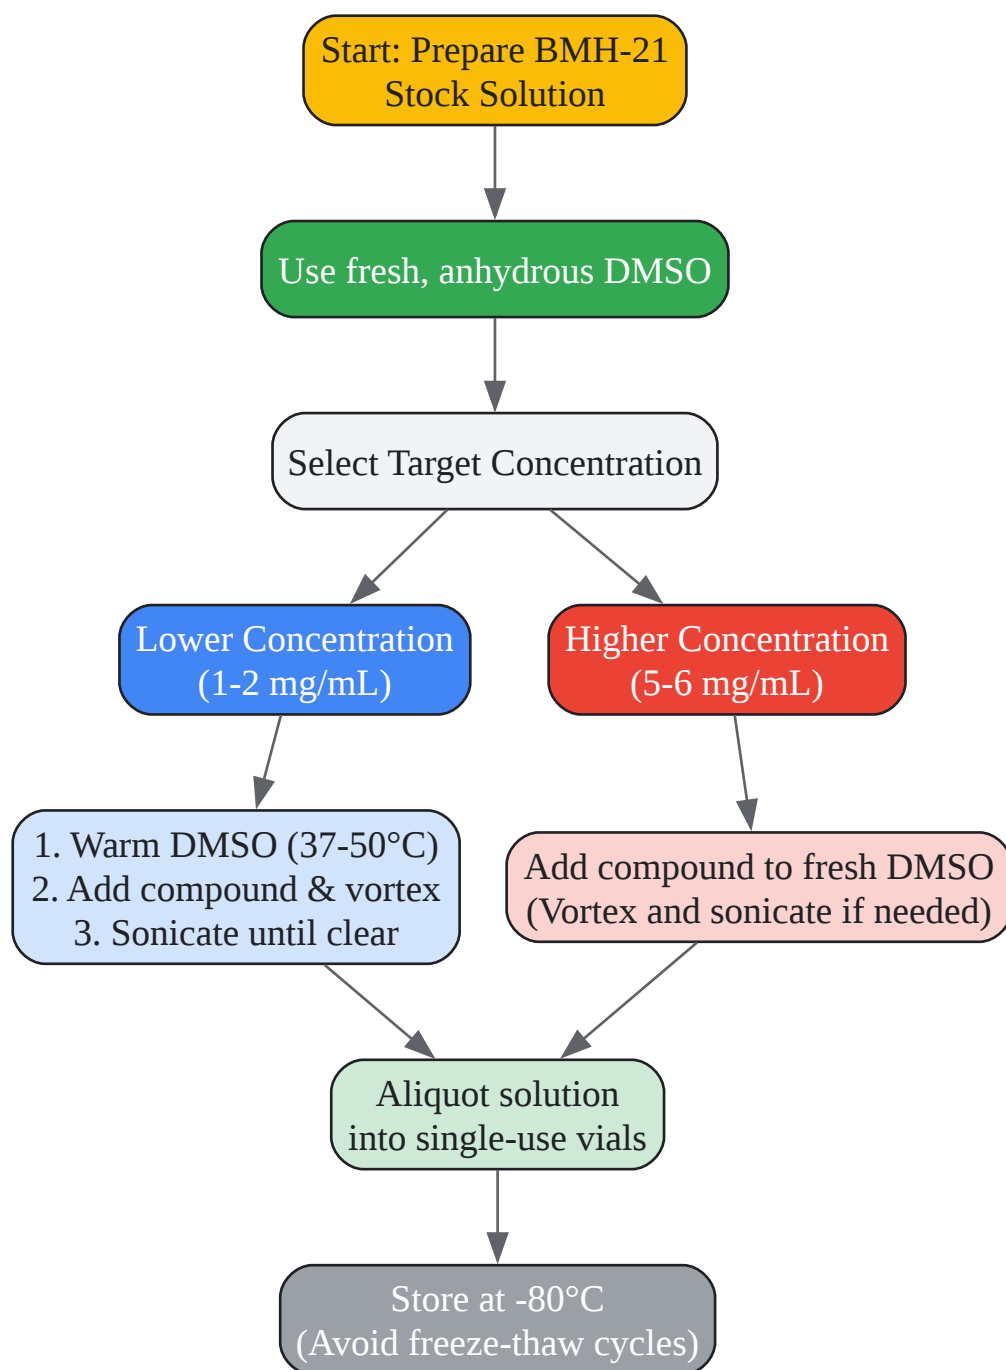 Start: Prepare BMH-21
Stock Solution
Use fresh, anhydrous DMSO
Select Target Concentration
Lower Concentration
(1-2 mg/mL)
Higher Concentration
(5-6 mg/mL)
1. Warm DMSO (37-50°C)
2. Add compound & vortex
3. Sonicate until clear
Add compound to fresh DMSO
(Vortex and sonicate if needed)
Aliquot solution
into single-use vials
Store at -80°C
(Avoid freeze-thaw cycles)